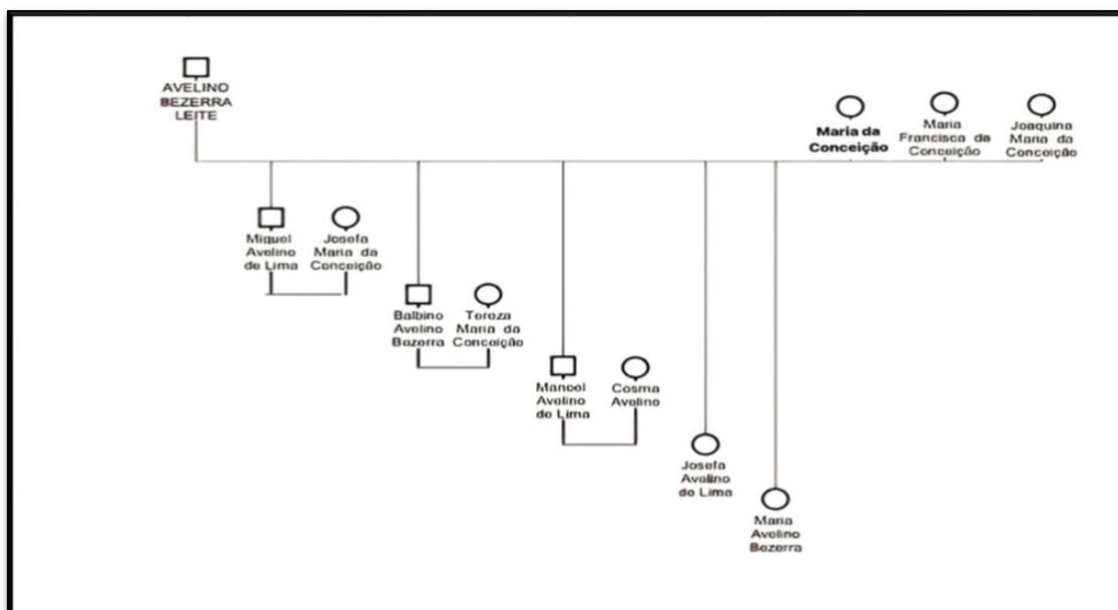 AVELINO
BEZERRA
LEITE
Maria da
Conceição
Maria
Francisca da
Conceição
Joaquina
Maria da
Conceição
Miguel
Avelino
de Lima
Josefa
Maria da
Conceição
Balbino
Avelino
Bezerra
Tereza
Maria da
Conceição
Manoel
Avelino
de Lima
Cosma
Avelino
Josefa
Avelino
de Lima
Maria
Avelino
Bezerra